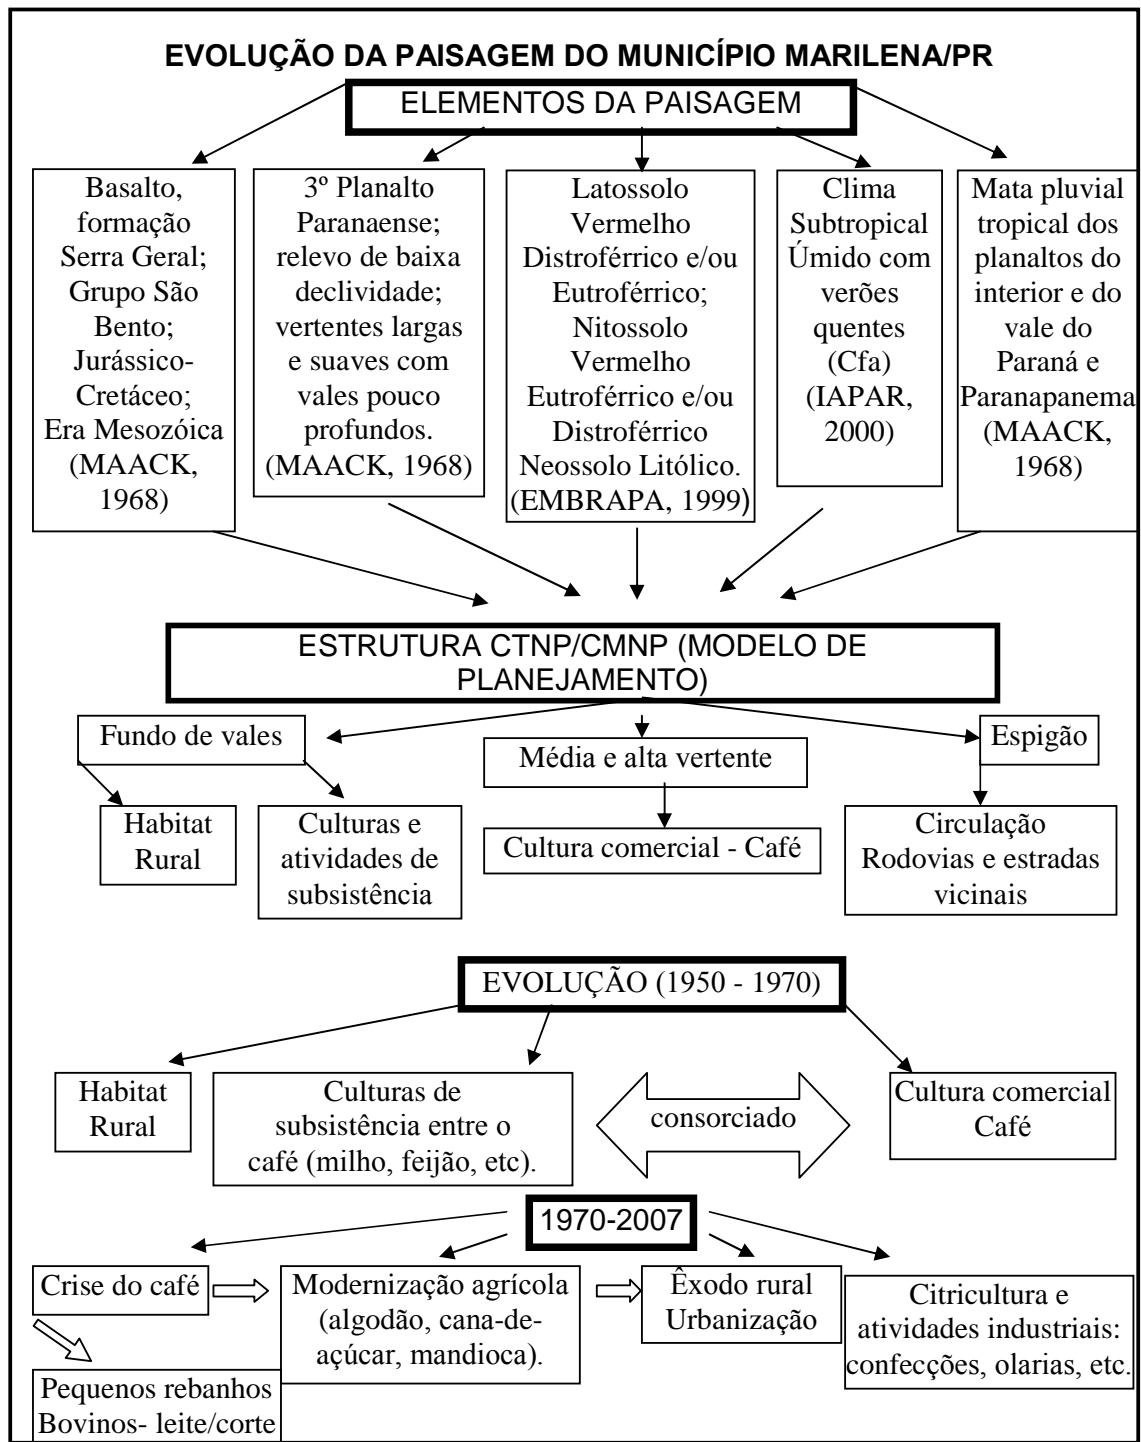 EVOLUÇÃO DA PAISAGEM DO MUNICÍPIO MARILENA/PR
ELEMENTOS DA PAISAGEM
Basalto,
formação
Serra Geral;
Grupo São
Bento;
Jurássico-
Cretáceo;
Era Mesozóica
(MAACK,
1968)
3º Planalto
Paranaense;
relevo de baixa
declividade;
vertentes largas
e suaves com
vales pouco
profundos.
(MAACK, 1968)
Latossolo
Vermelho
Distroférrico e/ou
Eutroférrico;
Nitossolo
Vermelho
Eutroférrico e/ou
Distroférrico
Neossolo Litólico.
(EMBRAPA, 1999)
Clima
Subtropical
Úmido com
verões
quentes
(Cfa)
(IAPAR,
2000)
Mata pluvial
tropical dos
planaltos do
interior e do
vale do
Paraná e
Paranapanema
(MAACK,
1968)
ESTRUTURA CTNP/CMNP (MODELO DE
PLANEJAMENTO)
Fundo de vales
Média e alta vertente
Espigão
Habitat
Rural
Culturas e
atividades de
subsistência
Cultura comercial - Café
Circulação
Rodovias e estradas
vicinais
EVOLUÇÃO (1950 - 1970)
Habitat
Rural
Culturas de
subsistência entre o
café (milho, feijão, etc).
consorciado
Cultura comercial
Café
1970-2007
Crise do café
Modernização agrícola
(algodão, cana-de-
açúcar, mandioca).
Êxodo rural
Urbanização
Citricultura e
atividades industriais:
confecções, olarias, etc.
Pequenos rebanhos
Bovinos- leite/corte